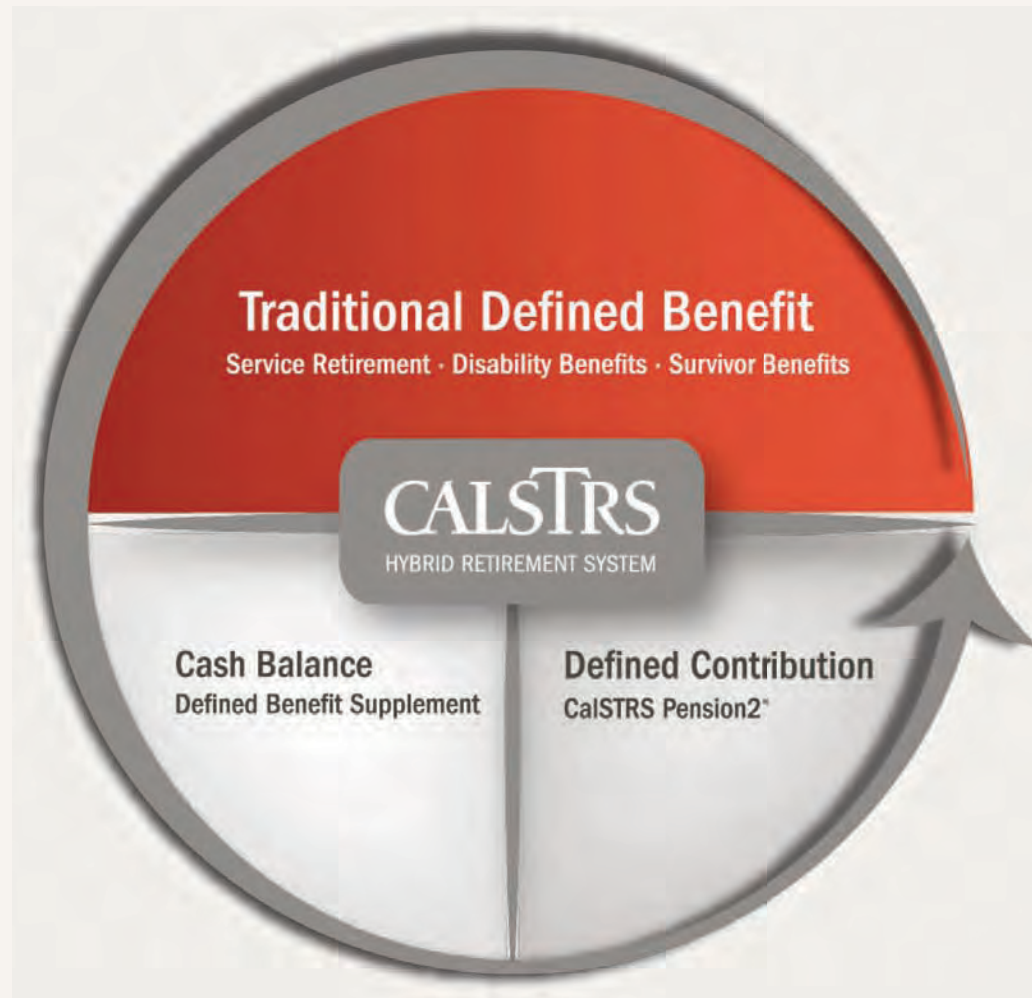 Traditional Defined Benefit
Service Retirement · Disability Benefits · Survivor Benefits
CALSTRS
HYBRID RETIREMENT SYSTEM
Cash Balance
Defined Benefit Supplement
Defined Contribution
CalSTRS Pension2